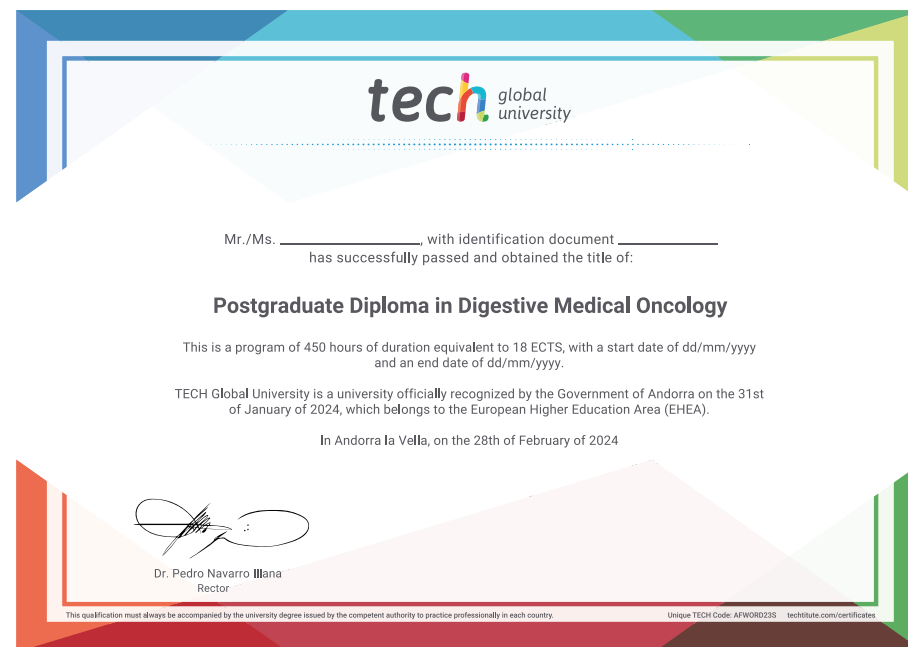 tech global
university
Mr./Ms. ____________________, with identification document ______________
has successfully passed and obtained the title of:
Postgraduate Diploma in Digestive Medical Oncology
This is a program of 450 hours of duration equivalent to 18 ECTS, with a start date of dd/mm/yyyy
and an end date of dd/mm/yyyy.
TECH Global University is a university officially recognized by the Government of Andorra on the 31st
of January of 2024, which belongs to the European Higher Education Area (EHEA).
In Andorra la Vella, on the 28th of February of 2024
Dr. Pedro Navarro Illana
Rector
This qualification must always be accompanied by the university degree issued by the competent authority to practice professionally in each country. Unique TECH Code: AFWORD23S techtitute.com/certificates